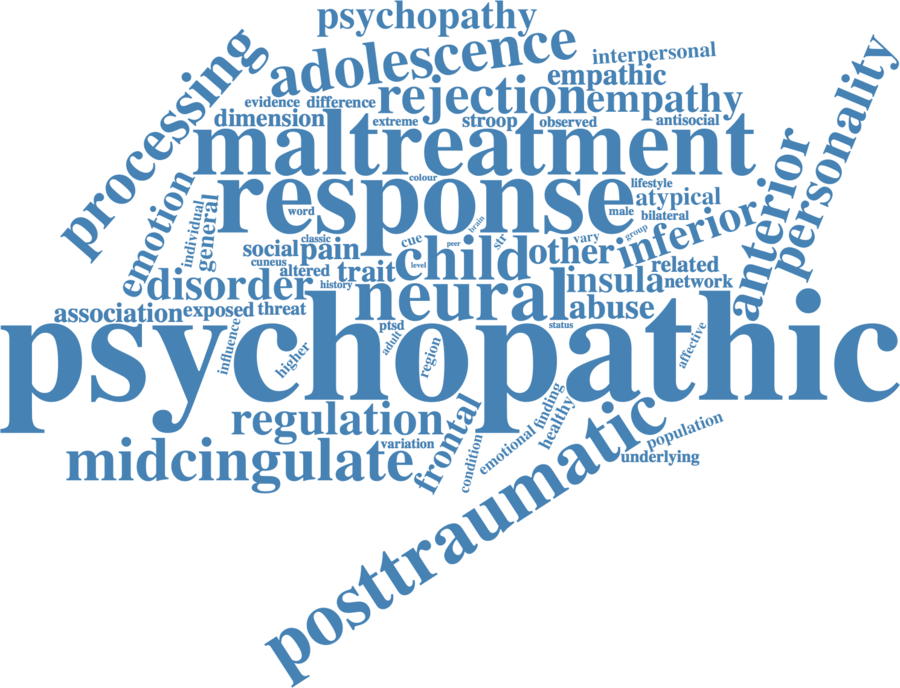 psychopathy
adolescence
interpersonal
processing
empathic
rejection
empathy
personality
evidence
difference
dimension
extreme
stroop
observed
antisocial
maltreatment
colour
response
lifestyle
atypical
anterior
emotion
individual
general
word
brain
male
bilateral
inferior
group
social
classic
pain
cue
peer
str
other
vary
cuneus
altered
trait
level
child
related
disorder
history
neural
insula
network
association
exposed
threat
abuse
psychopathic
influence
higher
ptsd
adult
region
status
affective
regulation
variation
frontal
midcingulate
condition
emotional
finding
healthy
posttraumatic
population
underlying